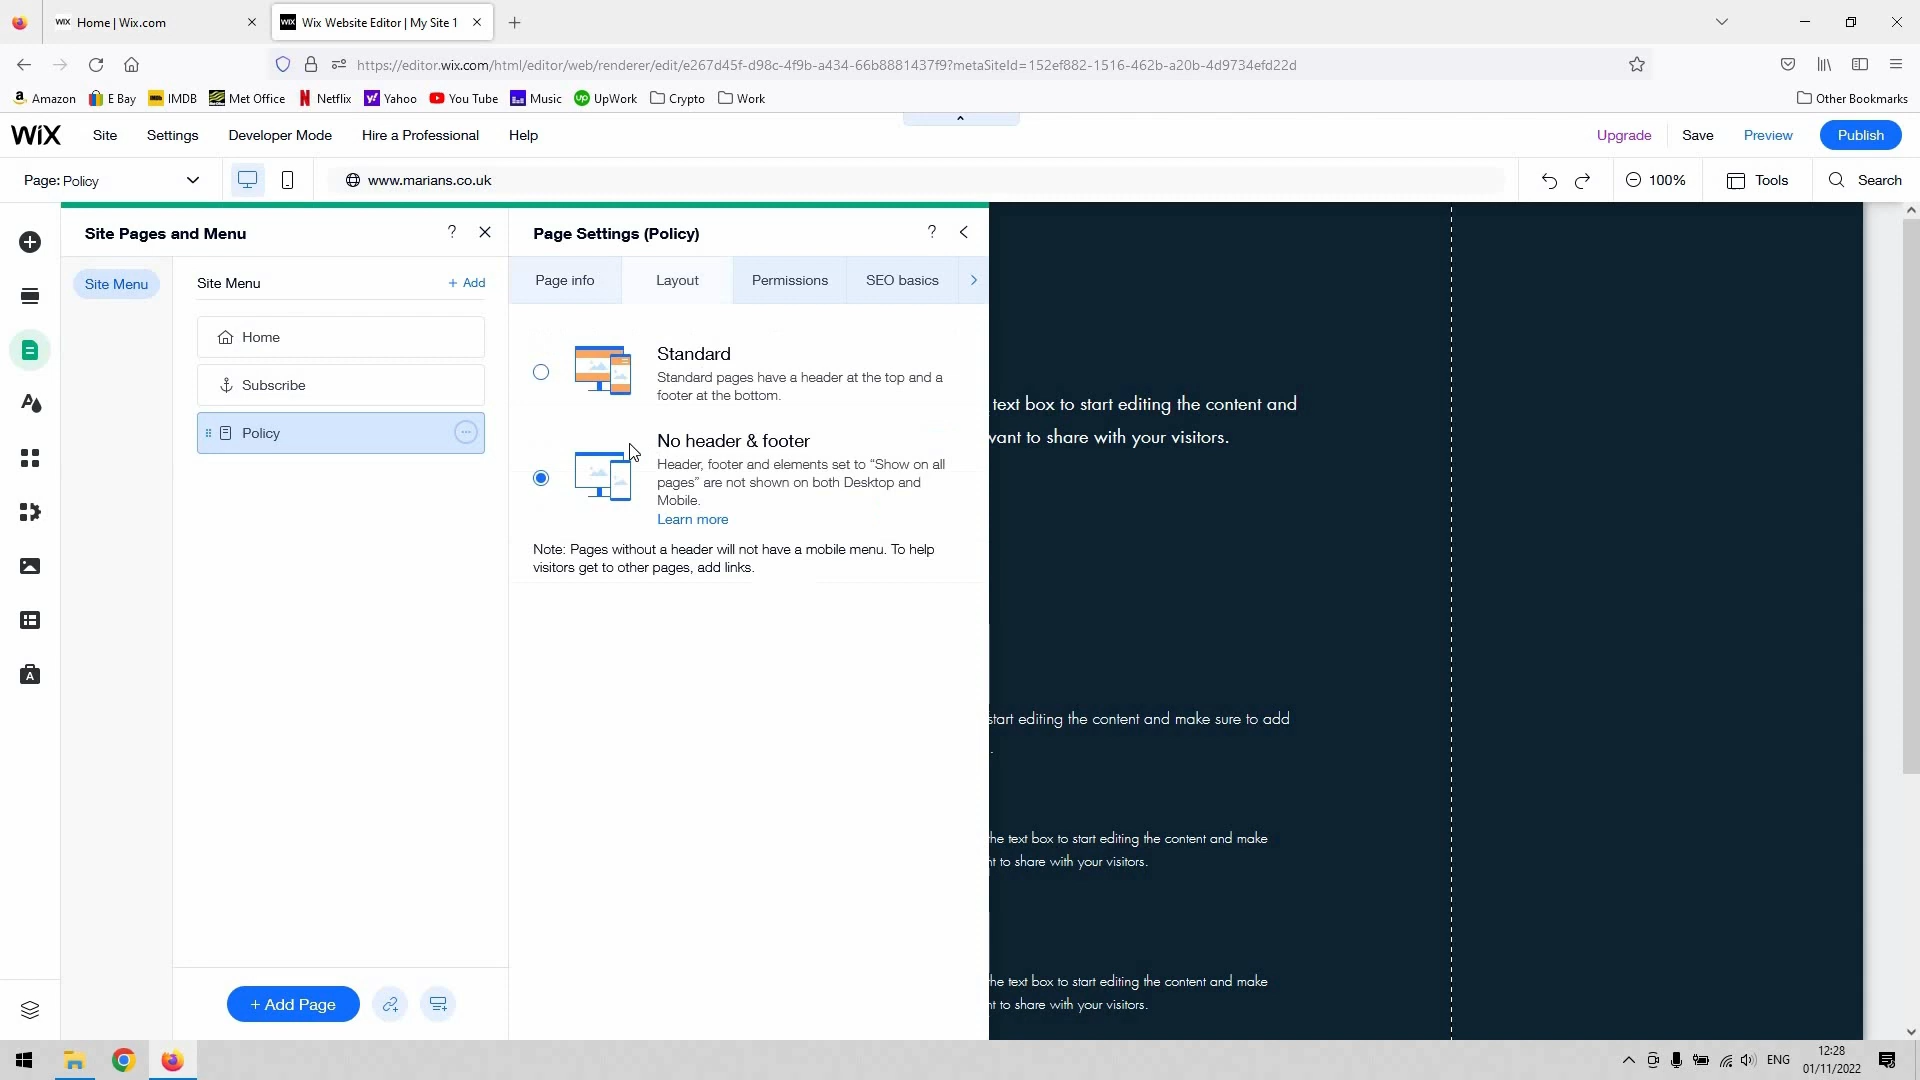 Home | Wix.com
Wix Website Editor | My Site 1
https://editor.wix.com/html/editor/web/renderer/edit/e267d45f-d98c-4f9b-a434-66b8881437f9?metaSiteId=152ef882-1516-462b-a20b-4d9734efd22d
Amazon
E Bay
IMDB
Met Office
Netflix
Yahoo
You Tube
Music
UpWork
Crypto
Work
Other Bookmarks
WiX
Site
Settings
Developer Mode
Hire a Professional
Help
Upgrade
Save
Preview
Publish
Page: Policy
www.marians.co.uk
100%
Tools
Search
Site Pages and Menu
?
Page Settings (Policy)
?
Site Menu
Site Menu
+ Add
Page info
Layout
Permissions
SEO basics
Home
Subscribe
Policy
Standard
Standard pages have a header at the top and a
footer at the bottom.
No header & footer
Header, footer and elements set to “Show on all
pages” are not shown on both Desktop and
Mobile.
Learn more
Note: Pages without a header will not have a mobile menu. To help
visitors get to other pages, add links.
text box to start editing the content and
want to share with your visitors.
start editing the content and make sure to add
.
he text box to start editing the content and make
nt to share with your visitors.
he text box to start editing the content and make
nt to share with your visitors.
+ Add Page
ENG
12:28
01/11/2022